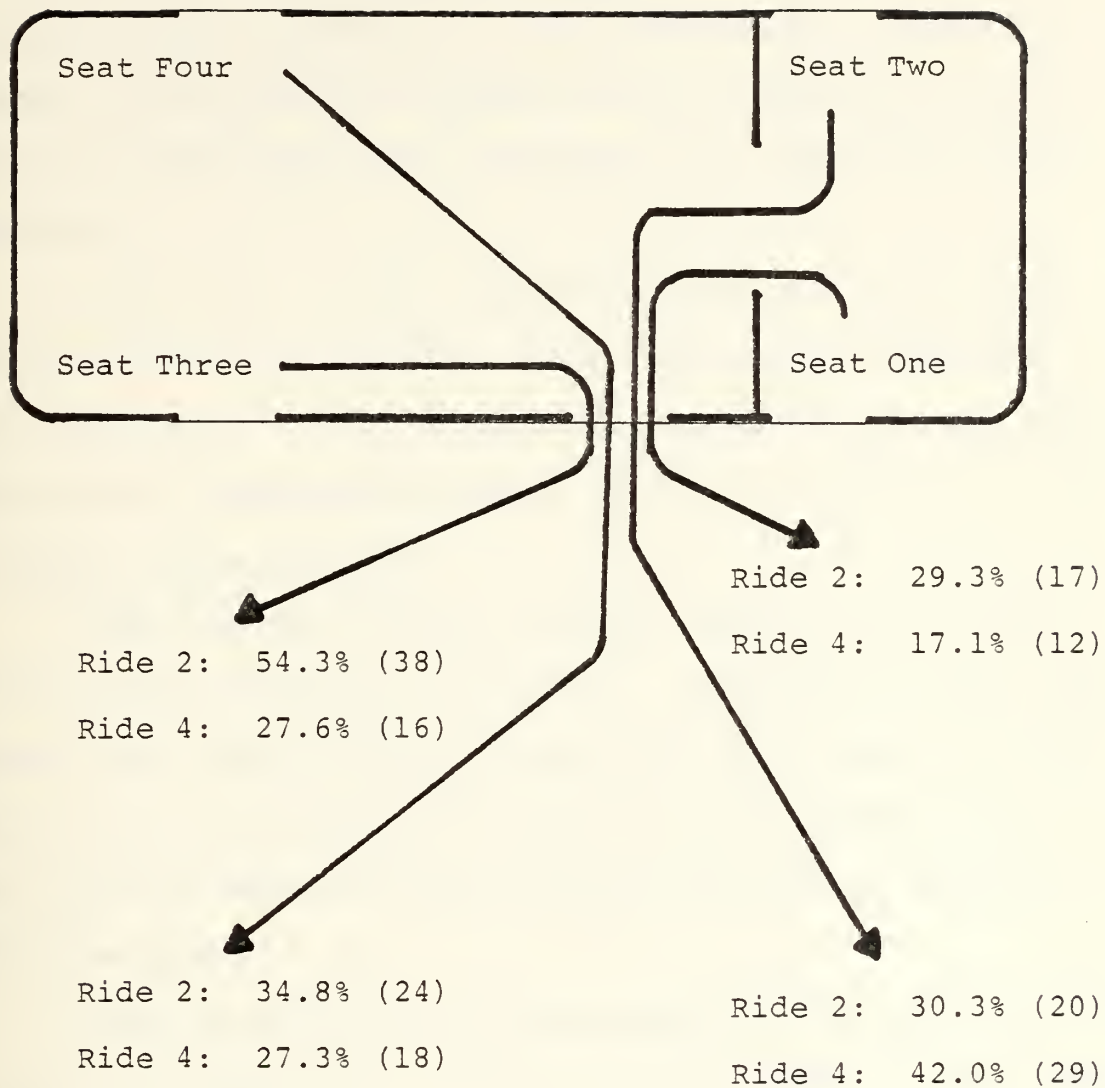 Seat Four
Seat Two
Seat Three
Seat One
Ride 2: 29.3% (17)
Ride 4: 17.1% (12)
Ride 2: 54.3% (38)
Ride 4: 27.6% (16)
Ride 2: 34.8% (24)
Ride 4: 27.3% (18)
Ride 2: 30.3% (20)
Ride 4: 42.0% (29)